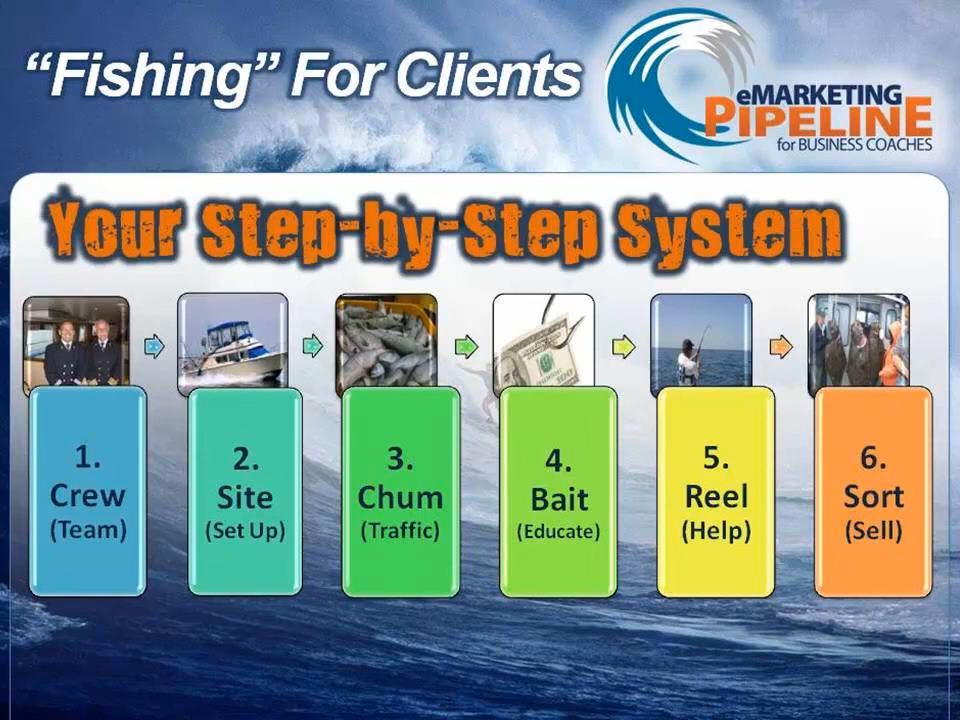 “Fishing” For Clients
eMARKETING
PIPELINE
for BUSINESS COACHES
Your Step-by-Step System
1.
Crew
(Team)
2.
Site
(Set Up)
3.
Chum
(Traffic)
4.
Bait
(Educate)
5.
Reel
(Help)
6.
Sort
(Sell)